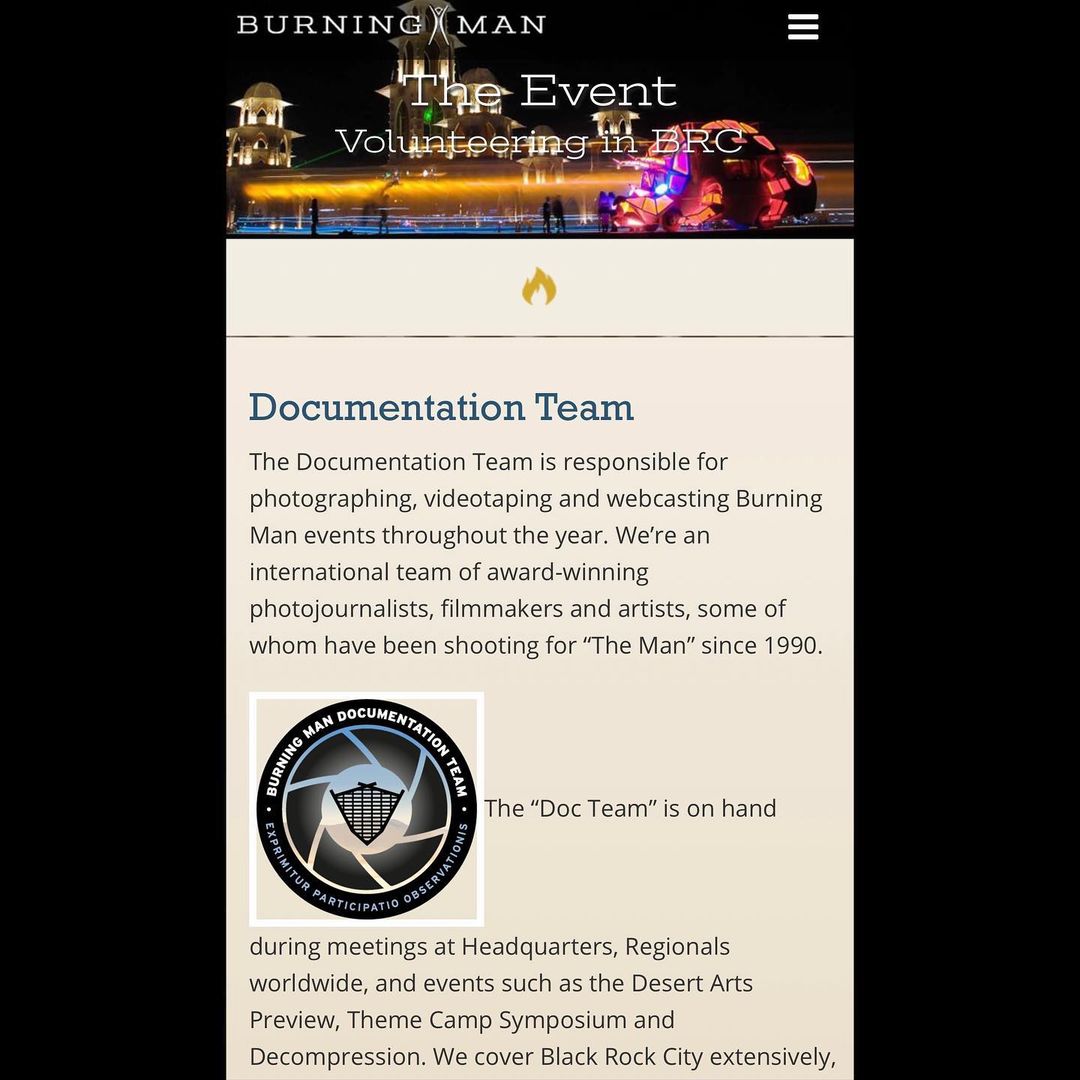 BURNING MAN
The Event
Volunteering in BRC
Documentation Team
The Documentation Team is responsible for
photographing, videotaping and webcasting Burning
Man events throughout the year. We’re an
international team of award-winning
photojournalists, filmmakers and artists, some of
whom have been shooting for “The Man” since 1990.
BURNING MAN DOCUMENTATION TEAM
EXPRIMITUR PARTICIPATIO OBSERVATIONIS
The “Doc Team” is on hand
during meetings at Headquarters, Regionals
worldwide, and events such as the Desert Arts
Preview, Theme Camp Symposium and
Decompression. We cover Black Rock City extensively,